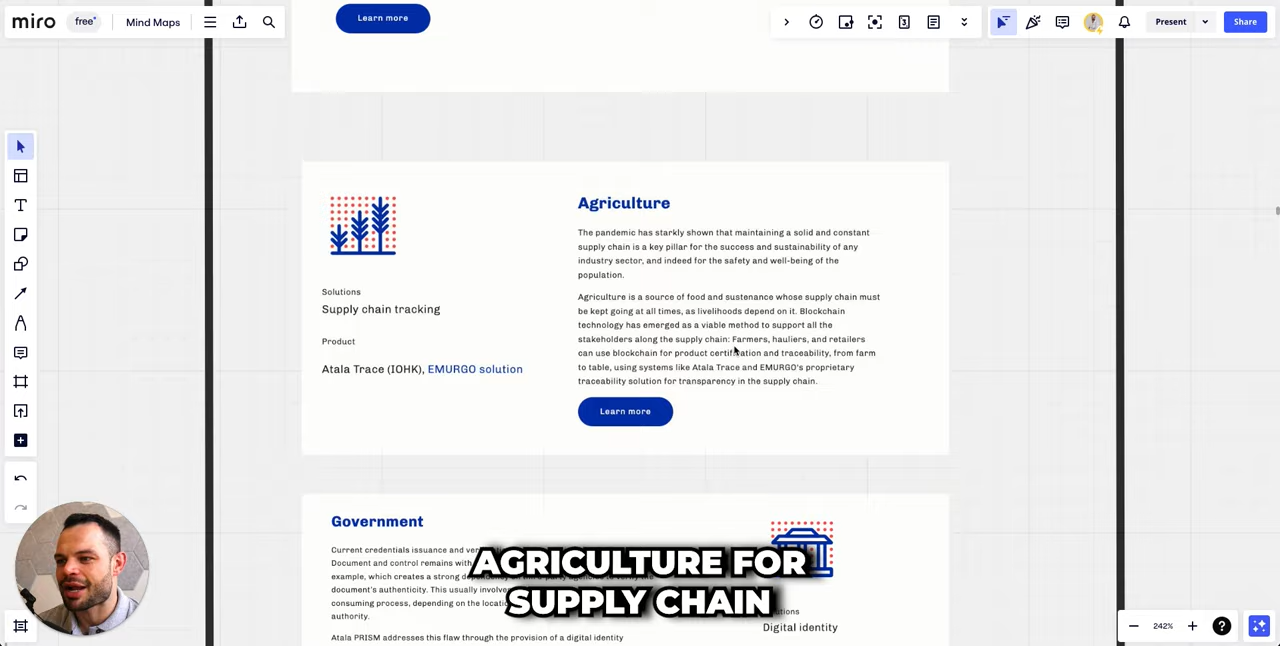 miro free* Mind Maps
3
Present
Share
Learn more
Agriculture
The pandemic has starkly shown that maintaining a solid and constant
supply chain is a key pillar for the success and sustainability of any
industry sector, and indeed for the safety and well-being of the
population.
Solutions
Supply chain tracking
Product
Atala Trace (IOHK), EMURGO solution
Agriculture is a source of food and sustenance whose supply chain must
be kept going at all times, as livelihoods depend on it. Blockchain
technology has emerged as a viable method to support all the
stakeholders along the supply chain: Farmers, hauliers, and retailers
can use blockchain for product certification and traceability, from farm
to table, using systems like Atala Trace and EMURGO's proprietary
traceability solution for transparency in the supply chain.
Learn more
Government
Current credentials issuance and
Document and control remains with
example, which creates a strong
document's authenticity. This usually
consuming process, depending on the
authority.
Atala PRISM addresses this flaw through the provision of a digital identity
Digital identity
AGRICULTURE FOR
SUPPLY CHAIN
242%
?